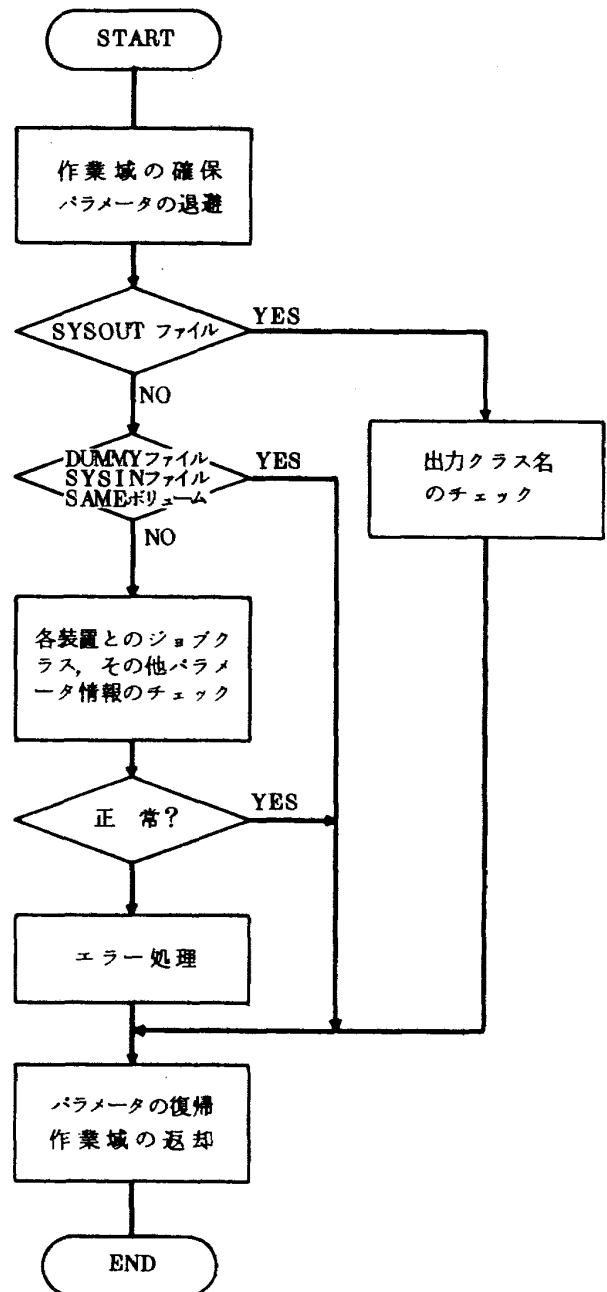 START
作業域の確保
パラメータの退避
SYSOUT ファイル
YES
NO
DUMMYファイル
SYSINファイル
SAMEボリューム
YES
NO
出力クラス名
のチェック
各装置とのジョブク
ラス,その他パラメ
ータ情報のチェック
正常?
YES
エラー処理
パラメータの復帰
作業域の返却
END